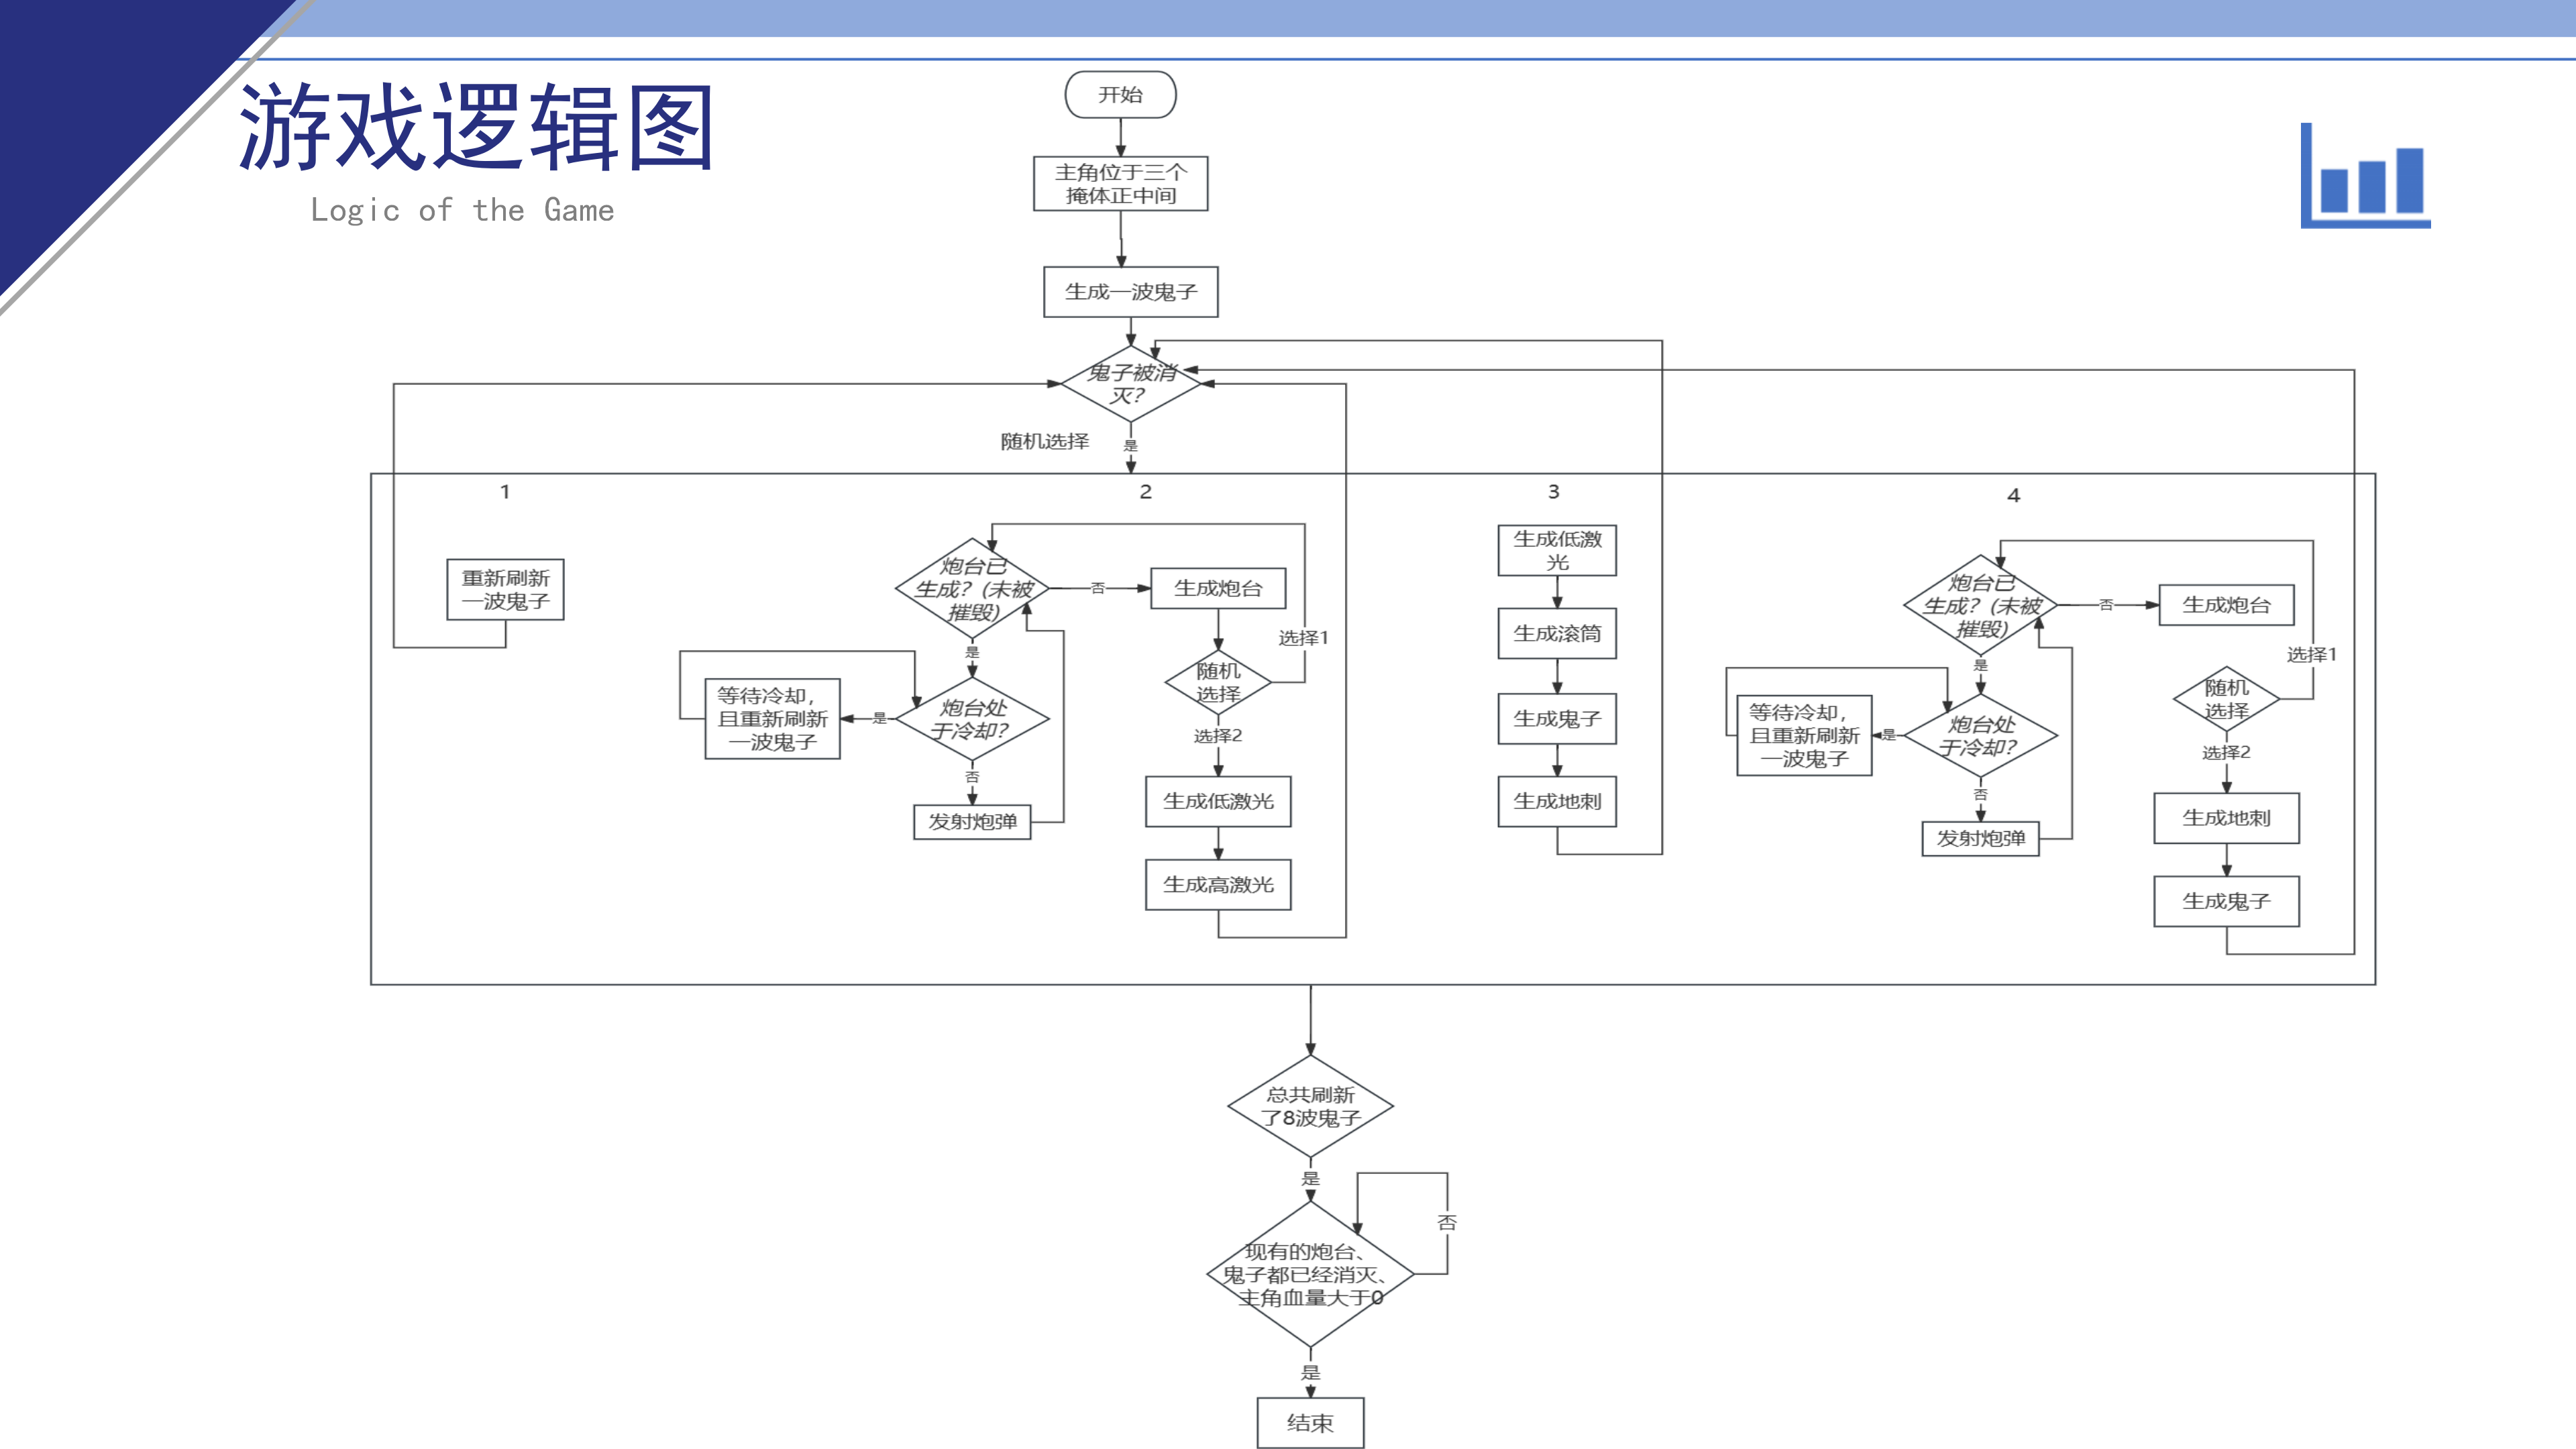 游戏逻辑图
Logic of the Game
开始
主角位于三个
掩体正中间
生成一波鬼子
鬼子被消
灭?
随机选择
是
1
重新刷新
一波鬼子
2
炮台已
生成?(未被
摧毁)
否
生成炮台
是
炮台处
于冷却?
是
等待冷却,
且重新刷新
一波鬼子
否
发射炮弹
随机
选择
选择1
选择2
生成低激光
生成高激光
3
生成低激
光
生成滚筒
生成鬼子
生成地刺
4
炮台已
生成?(未被
摧毁)
否
生成炮台
是
炮台处
于冷却?
是
等待冷却,
且重新刷新
一波鬼子
否
发射炮弹
随机
选择
选择1
选择2
生成地刺
生成鬼子
总共刷新
了8波鬼子
是
现有的炮台、
鬼子都已经消灭、
主角血量大于0
否
是
结束